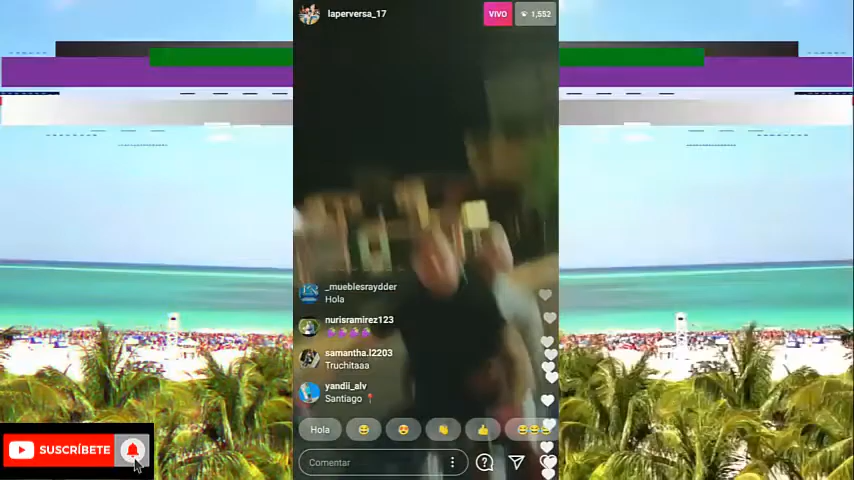 laperversa_17
VIVO
1,552
_mueblesraydder
Hola
nurisramirez123
🍇🍇🍇🍇
samantha.l2203
Truchitaaa
yandii_alv
Santiago 📍
Hola 😂 😍 👏 👍 😂😂😂
Comentar
SUSCRÍBETE